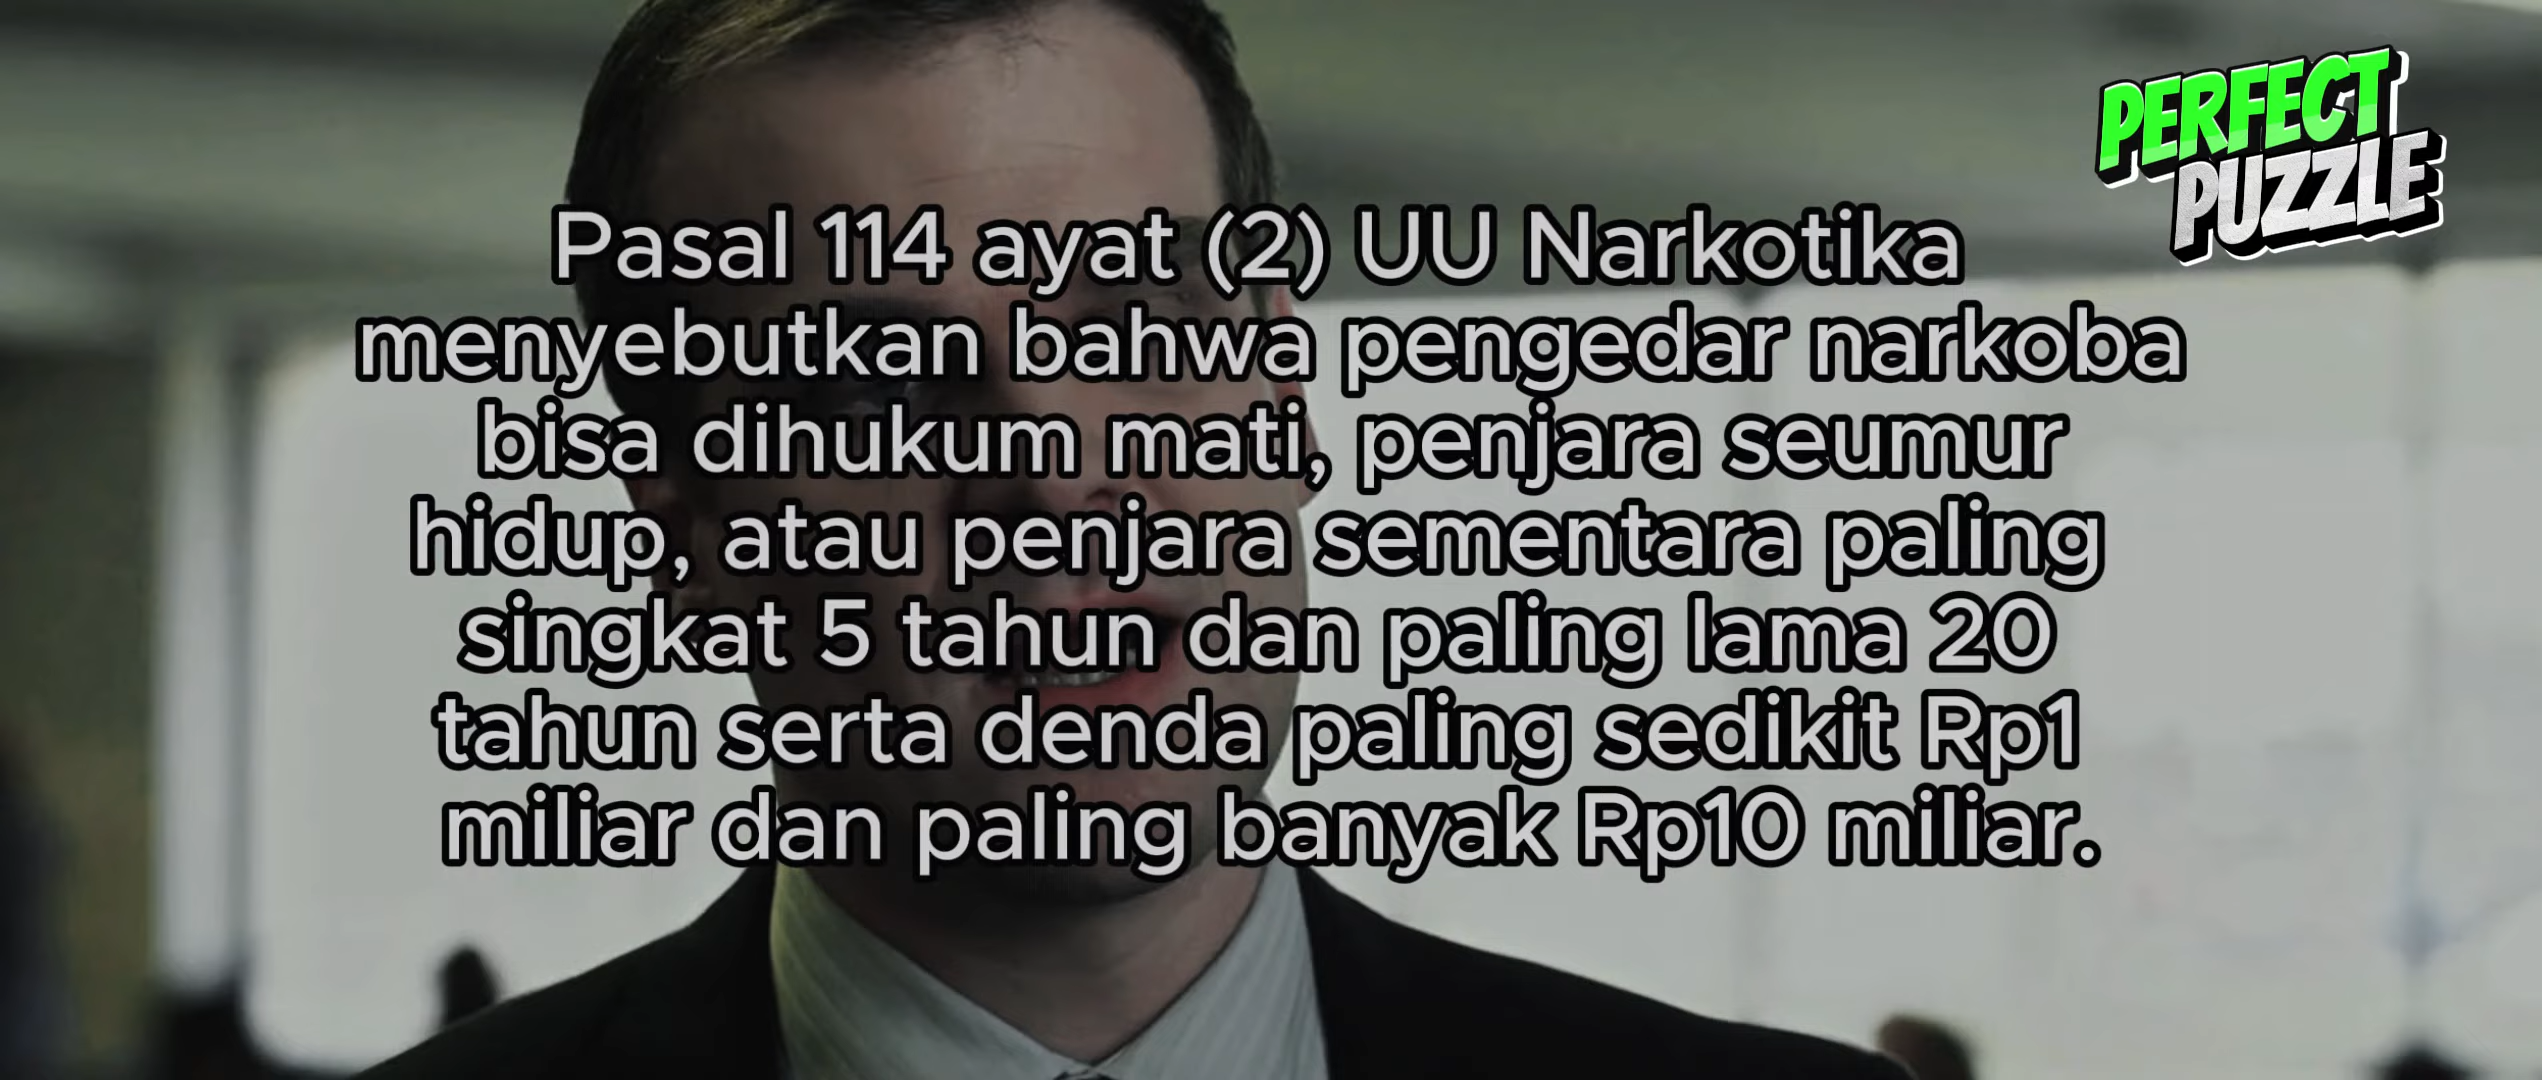 PERFECT
PUZZLE
Pasal 114 ayat (2) UU Narkotika
menyebutkan bahwa pengedar narkoba
bisa dihukum mati, penjara seumur
hidup, atau penjara sementara paling
singkat 5 tahun dan paling lama 20
tahun serta denda paling sedikit Rp1
miliar dan paling banyak Rp10 miliar.